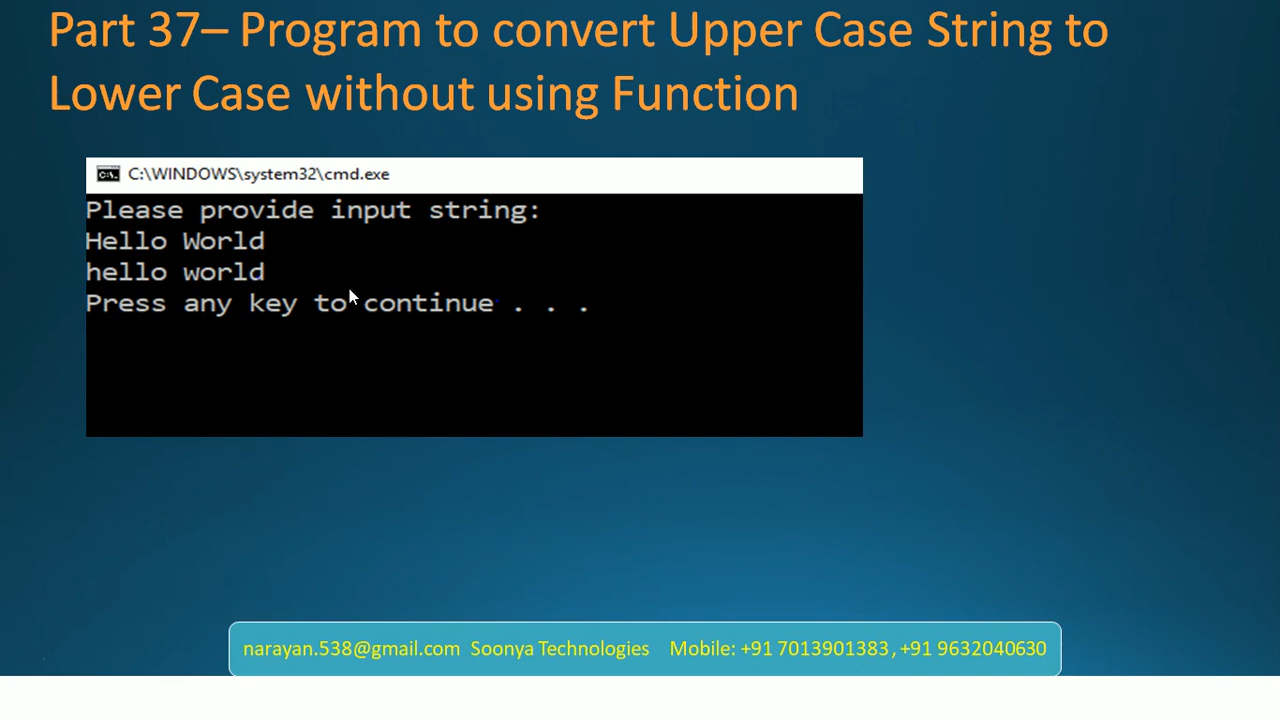 Part 37– Program to convert Upper Case String to
Lower Case without using Function
C:\WINDOWS\system32\cmd.exe
Please provide input string:
Hello World
hello world
Press any key to continue . . .
narayan.538@gmail.com Soonya Technologies Mobile: +91 7013901383, +91 9632040630